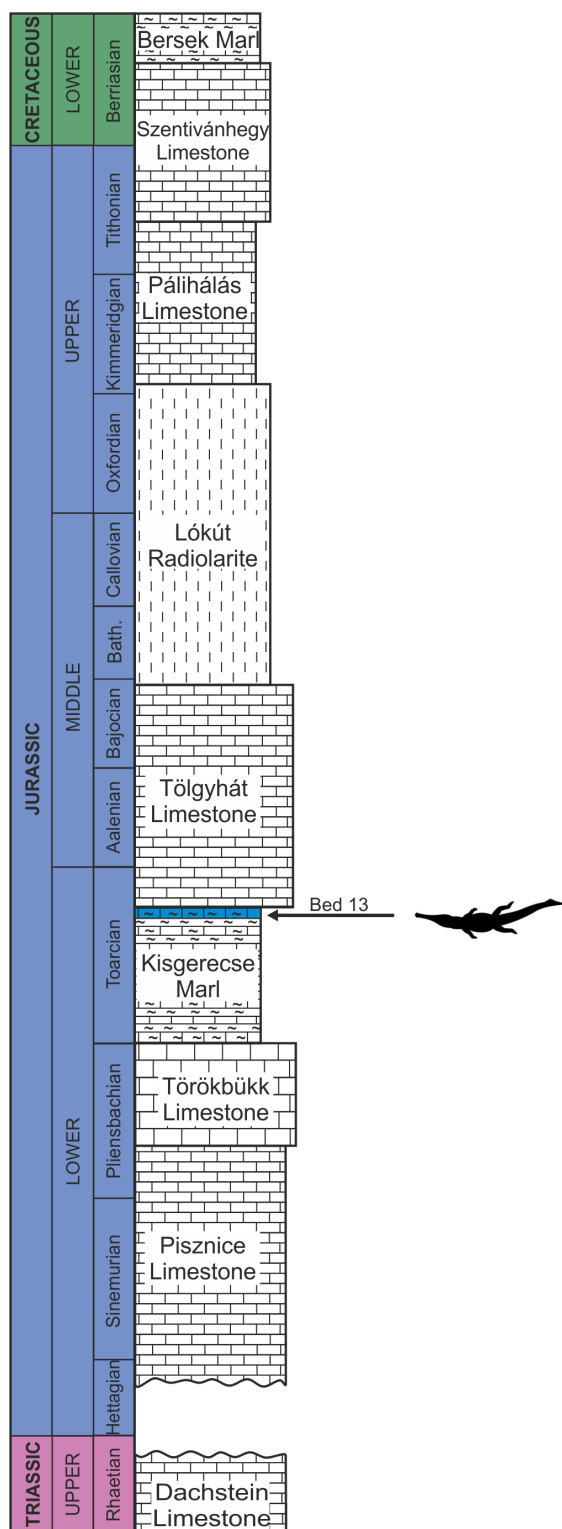 CRETACEOUS
LOWER
Berriasian
Bersek Marl
Szentivánhegy
Limestone
JURASSIC
UPPER
Tithonian
Kimmeridgian
Oxfordian
Pálihálás
Limestone
MIDDLE
Callovian
Bath.
Bajocian
Aalenian
Lókút
Radiolarite
Tölgyhát
Limestone
LOWER
Toarcian
Pliensbachian
Sinemurian
Hettagian
Bed 13
Kisgerecse
Marl
Törökbükk
Limestone
Pisznice
Limestone
TRIASSIC
UPPER
Rhaetian
Dachstein
Limestone